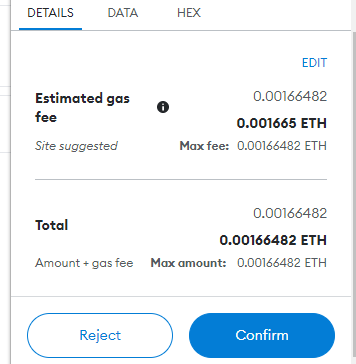 DETAILS DATA HEX
EDIT
Estimated gas fee 0.00166482
0.001665 ETH
Site suggested Max fee: 0.00166482 ETH
Total 0.00166482
0.00166482 ETH
Amount + gas fee Max amount: 0.00166482 ETH
Reject Confirm